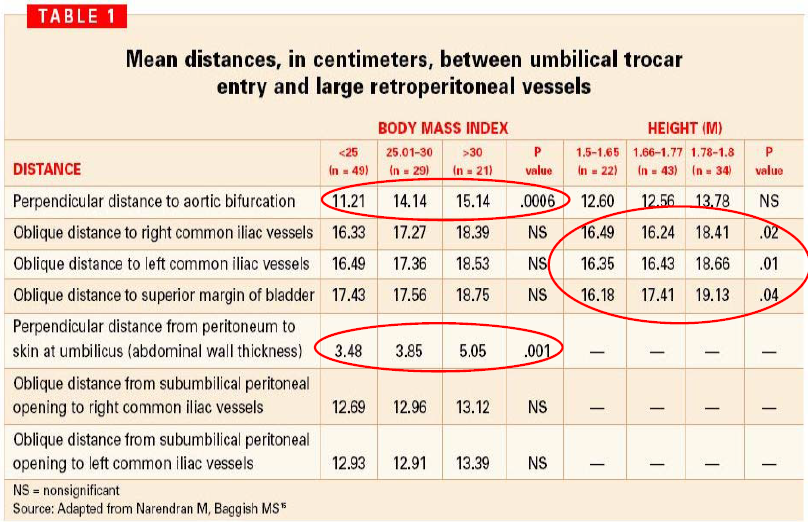 TABLE 1
Mean distances, in centimeters, between umbilical trocar
entry and large retroperitoneal vessels
BODY MASS INDEX HEIGHT (M)
<25 25.01–30 >30 P 1.5–1.65 1.66–1.77 1.78–1.8 P
DISTANCE (n = 49) (n = 29) (n = 21) value (n = 22) (n = 43) (n = 34) value
Perpendicular distance to aortic bifurcation 11.21 14.14 15.14 .0006 12.60 12.56 13.78 NS
Oblique distance to right common iliac vessels 16.33 17.27 18.39 NS 16.49 16.24 18.41 .02
Oblique distance to left common iliac vessels 16.49 17.36 18.53 NS 16.35 16.43 18.66 .01
Oblique distance to superior margin of bladder 17.43 17.56 18.75 NS 16.18 17.41 19.13 .04
Perpendicular distance from peritoneum to
skin at umbilicus (abdominal wall thickness) 3.48 3.85 5.05 .001 — — — —
Oblique distance from subumbilical peritoneal
opening to right common iliac vessels 12.69 12.96 13.12 NS — — — —
Oblique distance from subumbilical peritoneal
opening to left common iliac vessels 12.93 12.91 13.39 NS — — — —
NS = nonsignificant
Source: Adapted from Narendran M, Baggish MS